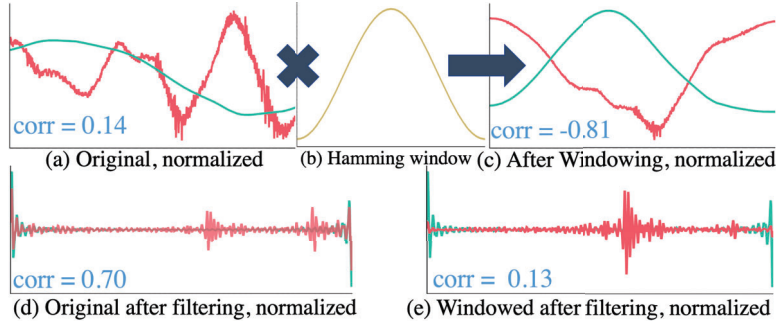 corr = 0.14
corr = -0.81
(a) Original, normalized
(b) Hamming window
(c) After Windowing, normalized
corr = 0.70
corr = 0.13
(d) Original after filtering, normalized
(e) Windowed after filtering, normalized